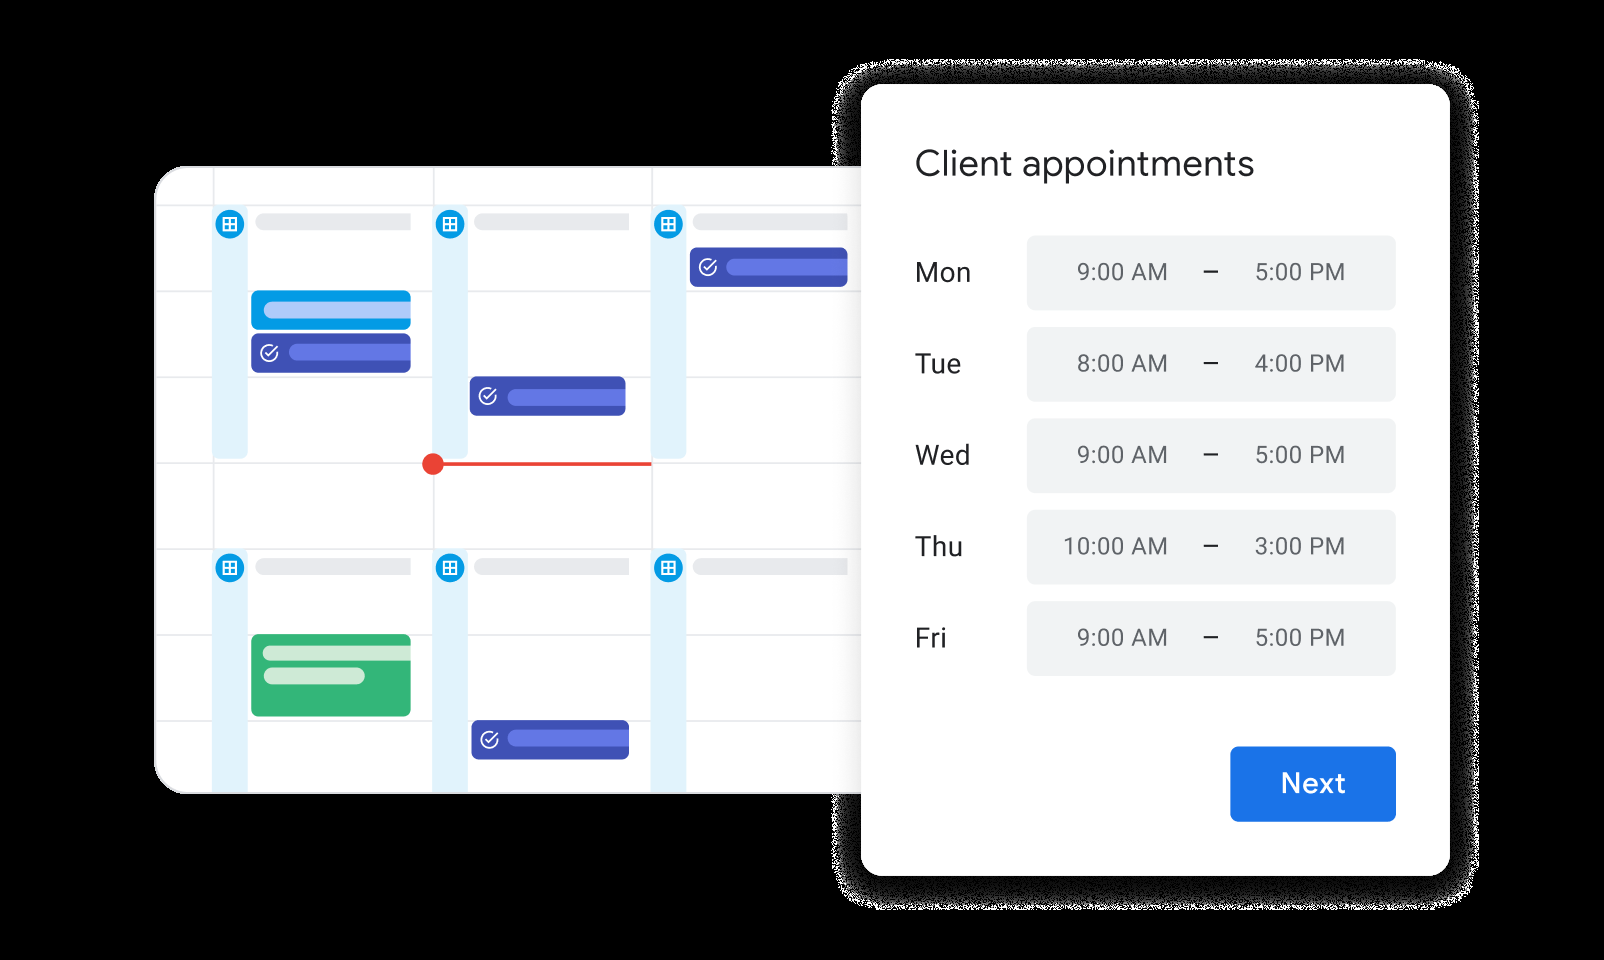 Client appointments
Mon 9:00 AM – 5:00 PM
Tue 8:00 AM – 4:00 PM
Wed 9:00 AM – 5:00 PM
Thu 10:00 AM – 3:00 PM
Fri 9:00 AM – 5:00 PM
Next